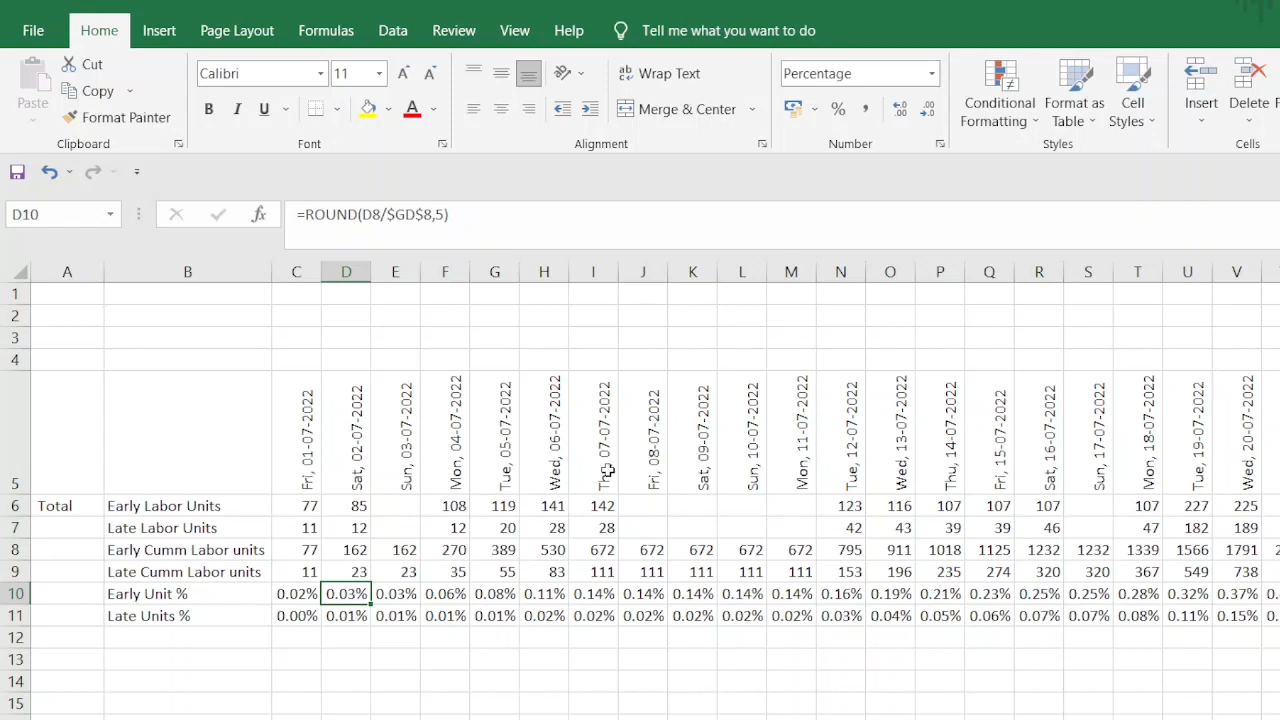 File Home Insert Page Layout Formulas Data Review View Help Tell me what you want to do
Cut
Copy
Format Painter
Paste
Clipboard
Calibri 11
B I U
Font
Wrap Text
Merge & Center
Alignment
Percentage
Number
Conditional Formatting
Format as Table
Cell Styles
Styles
Insert Delete
Cells
D10 fx =ROUND(D8/$GD$8,5)
A B C D E F G H I J K L M N O P Q R S T U V
1
2
3
4
5 Fri, 01-07-2022 Sat, 02-07-2022 Sun, 03-07-2022 Mon, 04-07-2022 Tue, 05-07-2022 Wed, 06-07-2022 Thu, 07-07-2022 Fri, 08-07-2022 Sat, 09-07-2022 Sun, 10-07-2022 Mon, 11-07-2022 Tue, 12-07-2022 Wed, 13-07-2022 Thu, 14-07-2022 Fri, 15-07-2022 Sat, 16-07-2022 Sun, 17-07-2022 Mon, 18-07-2022 Tue, 19-07-2022 Wed, 20-07-2022
6 Total Early Labor Units 77 85 108 119 141 142 123 116 107 107 107 107 227 225
7 Late Labor Units 11 12 12 20 28 28 42 43 39 39 46 47 182 189
8 Early Cumm Labor units 77 162 162 270 389 530 672 672 672 672 672 795 911 1018 1125 1232 1232 1339 1566 1791
9 Late Cumm Labor units 11 23 23 35 55 83 111 111 111 111 111 153 196 235 274 320 320 367 549 738
10 Early Unit % 0.02% 0.03% 0.03% 0.06% 0.08% 0.11% 0.14% 0.14% 0.14% 0.14% 0.14% 0.16% 0.19% 0.21% 0.23% 0.25% 0.25% 0.28% 0.32% 0.37%
11 Late Units % 0.00% 0.01% 0.01% 0.01% 0.01% 0.02% 0.02% 0.02% 0.02% 0.02% 0.02% 0.03% 0.04% 0.05% 0.06% 0.07% 0.07% 0.08% 0.11% 0.15%
12
13
14
15